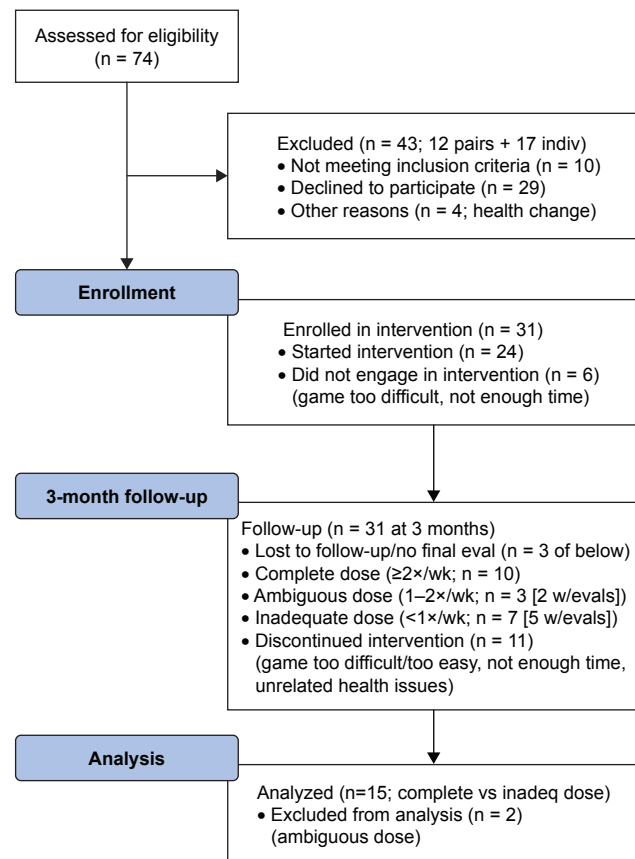 Assessed for eligibility
(n = 74)
Excluded (n = 43; 12 pairs + 17 indiv)
• Not meeting inclusion criteria (n = 10)
• Declined to participate (n = 29)
• Other reasons (n = 4; health change)
Enrollment
Enrolled in intervention (n = 31)
• Started intervention (n = 24)
• Did not engage in intervention (n = 6)
(game too difficult, not enough time)
3-month follow-up
Follow-up (n = 31 at 3 months)
• Lost to follow-up/no final eval (n = 3 of below)
• Complete dose (≥2×/wk; n = 10)
• Ambiguous dose (1–2×/wk; n = 3 [2 w/evals])
• Inadequate dose (<1×/wk; n = 7 [5 w/evals])
• Discontinued intervention (n = 11)
(game too difficult/too easy, not enough time,
unrelated health issues)
Analysis
Analyzed (n=15; complete vs inadeq dose)
• Excluded from analysis (n = 2)
(ambiguous dose)